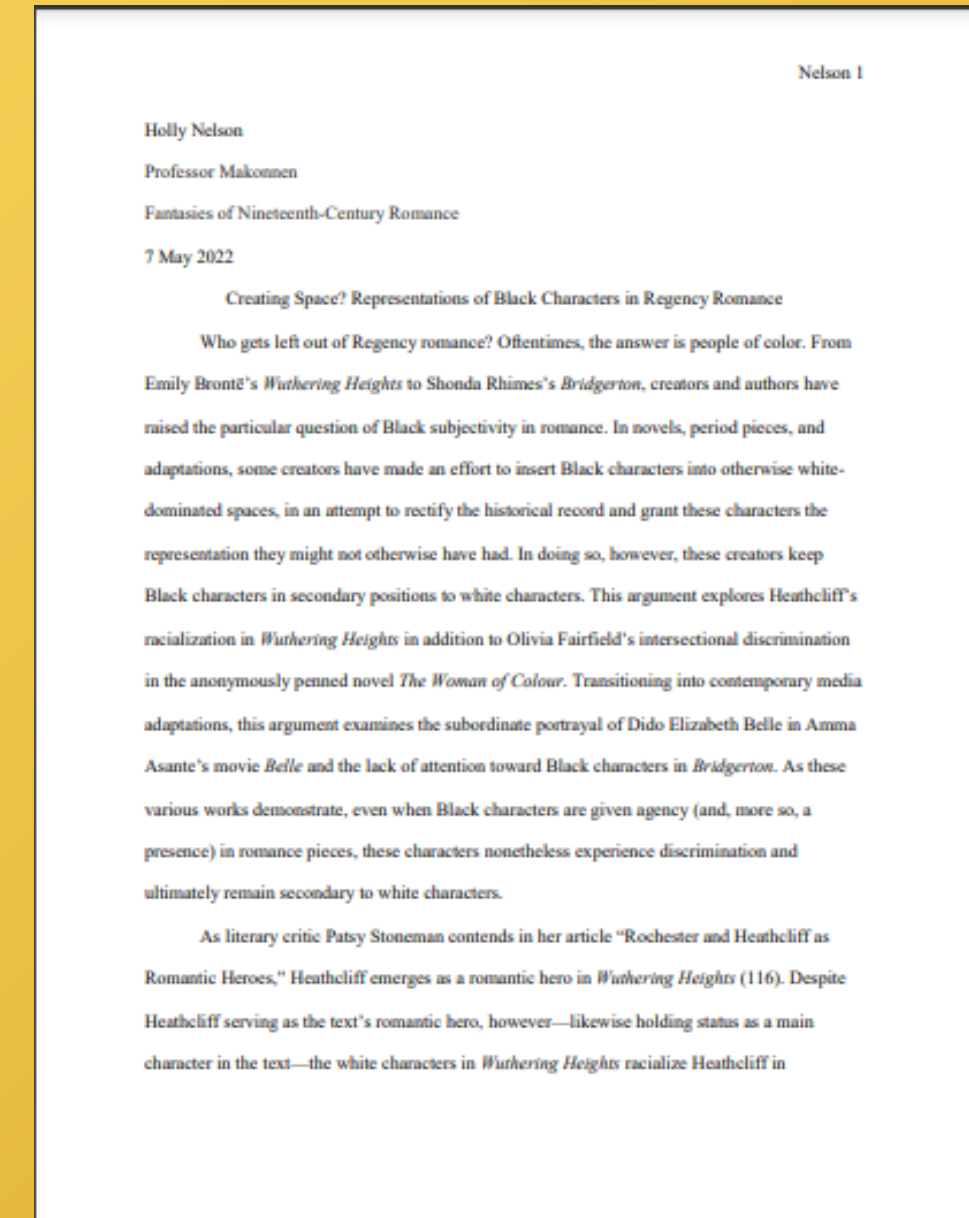 Nelson 1
Holly Nelson
Professor Makonnen
Fantasies of Nineteenth-Century Romance
7 May 2022
Creating Space? Representations of Black Characters in Regency Romance
Who gets left out of Regency romance? Oftentimes, the answer is people of color. From
Emily Brontë’s Wuthering Heights to Shonda Rhimes’s Bridgerton, creators and authors have
raised the particular question of Black subjectivity in romance. In novels, period pieces, and
adaptations, some creators have made an effort to insert Black characters into otherwise white-
dominated spaces, in an attempt to rectify the historical record and grant these characters the
representation they might not otherwise have had. In doing so, however, these creators keep
Black characters in secondary positions to white characters. This argument explores Heathcliff’s
racialization in Wuthering Heights in addition to Olivia Fairfield’s intersectional discrimination
in the anonymously penned novel The Woman of Colour. Transitioning into contemporary media
adaptations, this argument examines the subordinate portrayal of Dido Elizabeth Belle in Amma
Asante’s movie Belle and the lack of attention toward Black characters in Bridgerton. As these
various works demonstrate, even when Black characters are given agency (and, more so, a
presence) in romance pieces, these characters nonetheless experience discrimination and
ultimately remain secondary to white characters.
As literary critic Patsy Stoneman contends in her article “Rochester and Heathcliff as
Romantic Heroes,” Heathcliff emerges as a romantic hero in Wuthering Heights (116). Despite
Heathcliff serving as the text’s romantic hero, however—likewise holding status as a main
character in the text—the white characters in Wuthering Heights racialize Heathcliff in